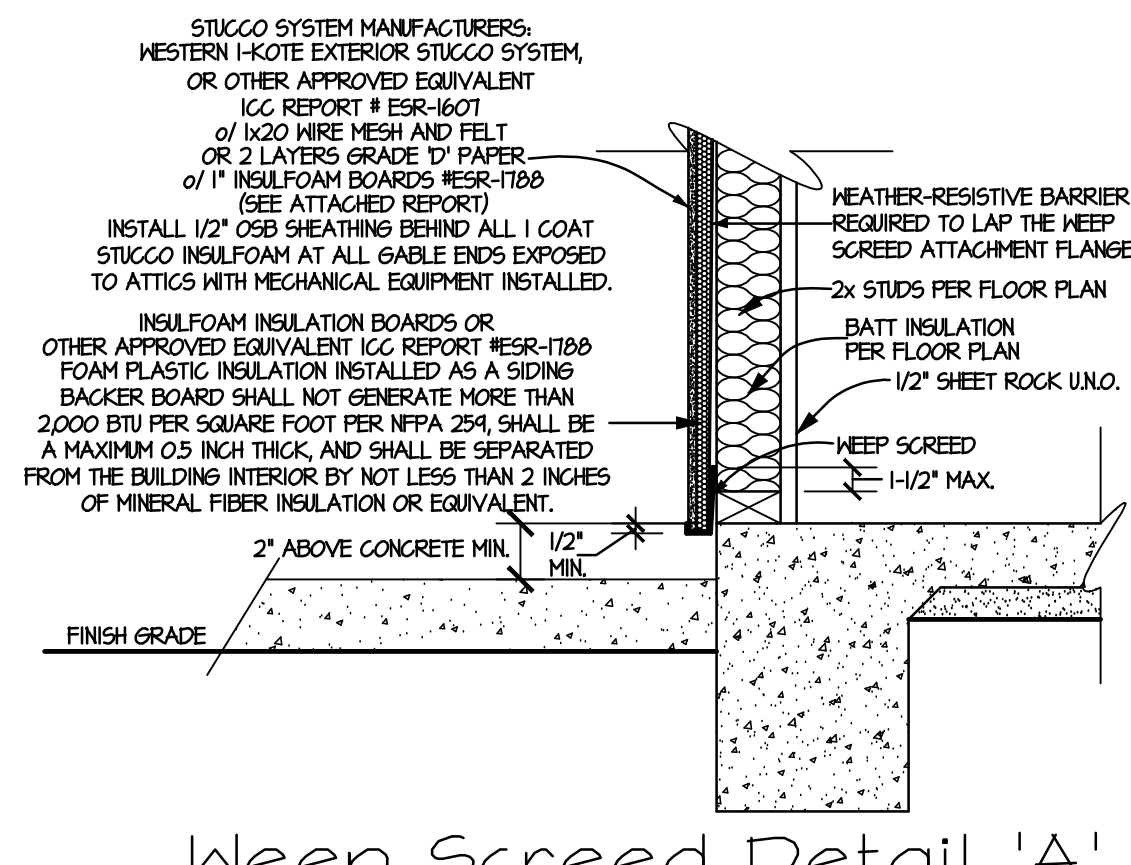 STUCCO SYSTEM MANUFACTURERS:
WESTERN 1-KOTE EXTERIOR STUCCO SYSTEM,
OR OTHER APPROVED EQUIVALENT
ICC REPORT # ESR-1607
o/ 1x20 WIRE MESH AND FELT
OR 2 LAYERS GRADE 'D' PAPER
o/ 1" INSULFOAM BOARDS #ESR-1788
(SEE ATTACHED REPORT)
INSTALL 1/2" OSB SHEATHING BEHIND ALL 1 COAT
STUCCO INSULFOAM AT ALL GABLE ENDS EXPOSED
TO ATTICS WITH MECHANICAL EQUIPMENT INSTALLED.
INSULFOAM INSULATION BOARDS OR
OTHER APPROVED EQUIVALENT ICC REPORT #ESR-1788
FOAM PLASTIC INSULATION INSTALLED AS A SIDING
BACKER BOARD SHALL NOT GENERATE MORE THAN
2,000 BTU PER SQUARE FOOT PER NFPA 259, SHALL BE
A MAXIMUM 0.5 INCH THICK, AND SHALL BE SEPARATED
FROM THE BUILDING INTERIOR BY NOT LESS THAN 2 INCHES
OF MINERAL FIBER INSULATION OR EQUIVALENT.
WEATHER-RESISTIVE BARRIER
REQUIRED TO LAP THE WEEP
SCREED ATTACHMENT FLANGE
2x STUDS PER FLOOR PLAN
BATT INSULATION
PER FLOOR PLAN
1/2" SHEET ROCK U.N.O.
WEEP SCREED
1-1/2" MAX.
2" ABOVE CONCRETE MIN.
1/2"
MIN.
FINISH GRADE
Weep Screed Detail 'A'